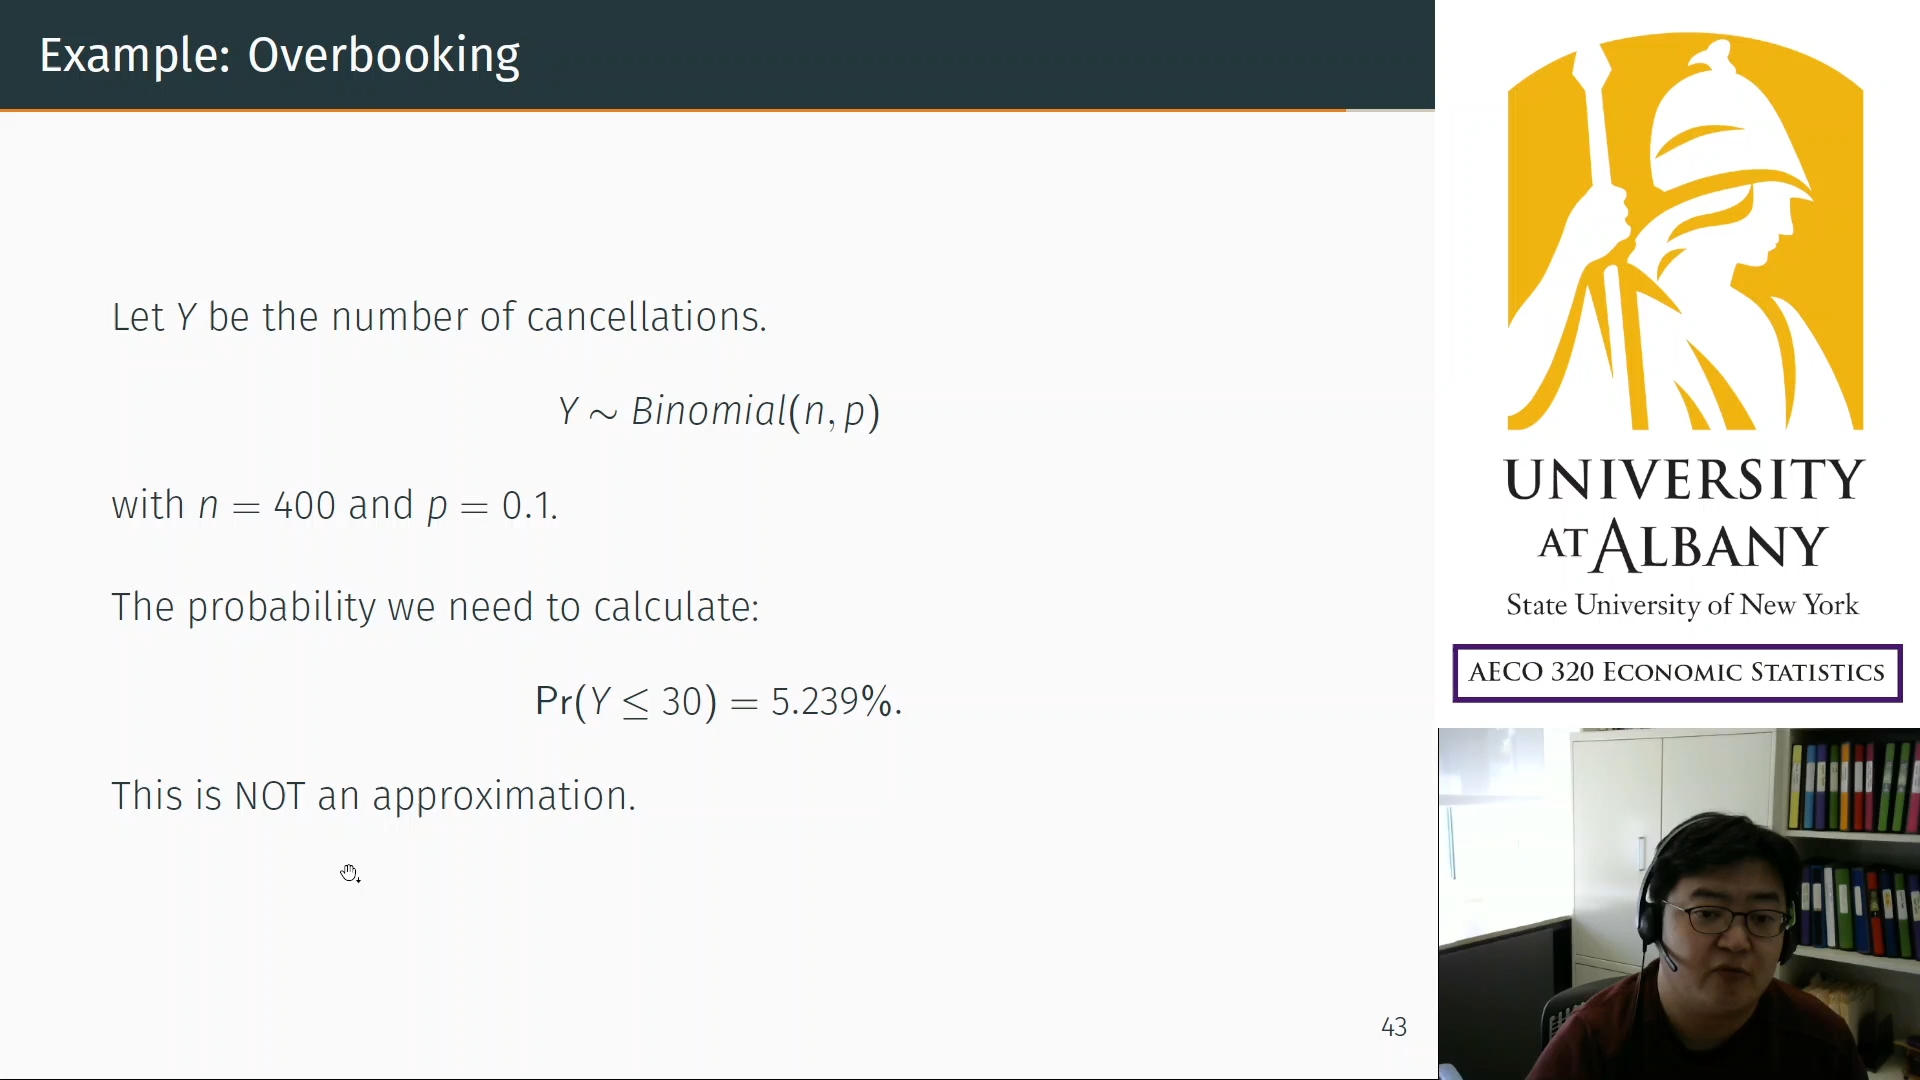 Example: Overbooking
Let Y be the number of cancellations.
Y ∼ Binomial(n, p)
with n = 400 and p = 0.1.
The probability we need to calculate:
Pr(Y ≤ 30) = 5.239%.
This is NOT an approximation.
43
UNIVERSITY
AT ALBANY
State University of New York
AECO 320 ECONOMIC STATISTICS